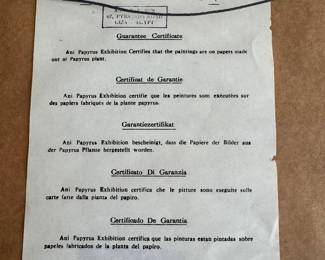 GIZA - EGYPT
Guarantee Certificate
Ani Papyrus Exhibition Certifies that the paintings are on papers made
out of Papyrus plant.
Certificat de Garantie
Ani Papyrus Exhibition certifie que les peintures sont exécutées sur
des papiers fabriqués de la plante papyrus.
Garantiezertifikat
Ani Papyrus Exhibition bescheinigt, dass die Papiere der Bilder aus
der Papyrus Pflanse hergestellt worden.
Certificato Di Garanzia
Ani Papyrus Exhibition certifica che le pitture sono eseguite sulle
carte fatte dalla pianta del papiro.
Certificado De Garantia
Ani Papyrus Exhibition certifica que las pinturas estan pintadas sobre
papeles fabricados de la planta del papiro.